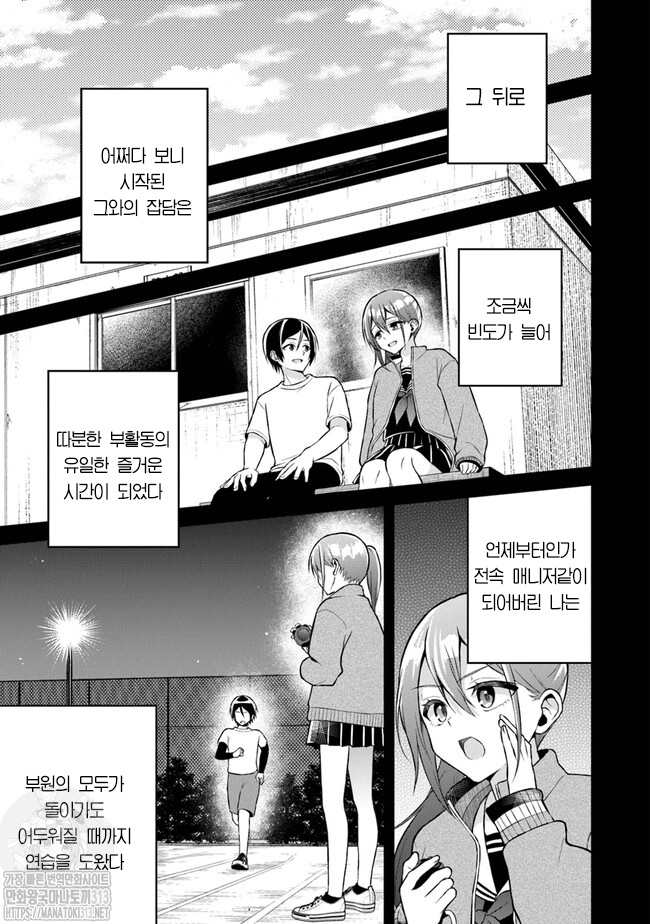 그 뒤로
어쩌다 보니
시작된
그와의 잡담은
조금씩
빈도가 늘어
따분한 부활동의
유일한 즐거운
시간이 되었다
언제부터인가
전속 매니저같이
되어버린 나는
부원의 모두가
돌아가도
어두워질 때까지
연습을 도왔다
가장 빠른 번역만화사이트
만화왕국마나토끼313
HTTPS://MANATOKI313.NET